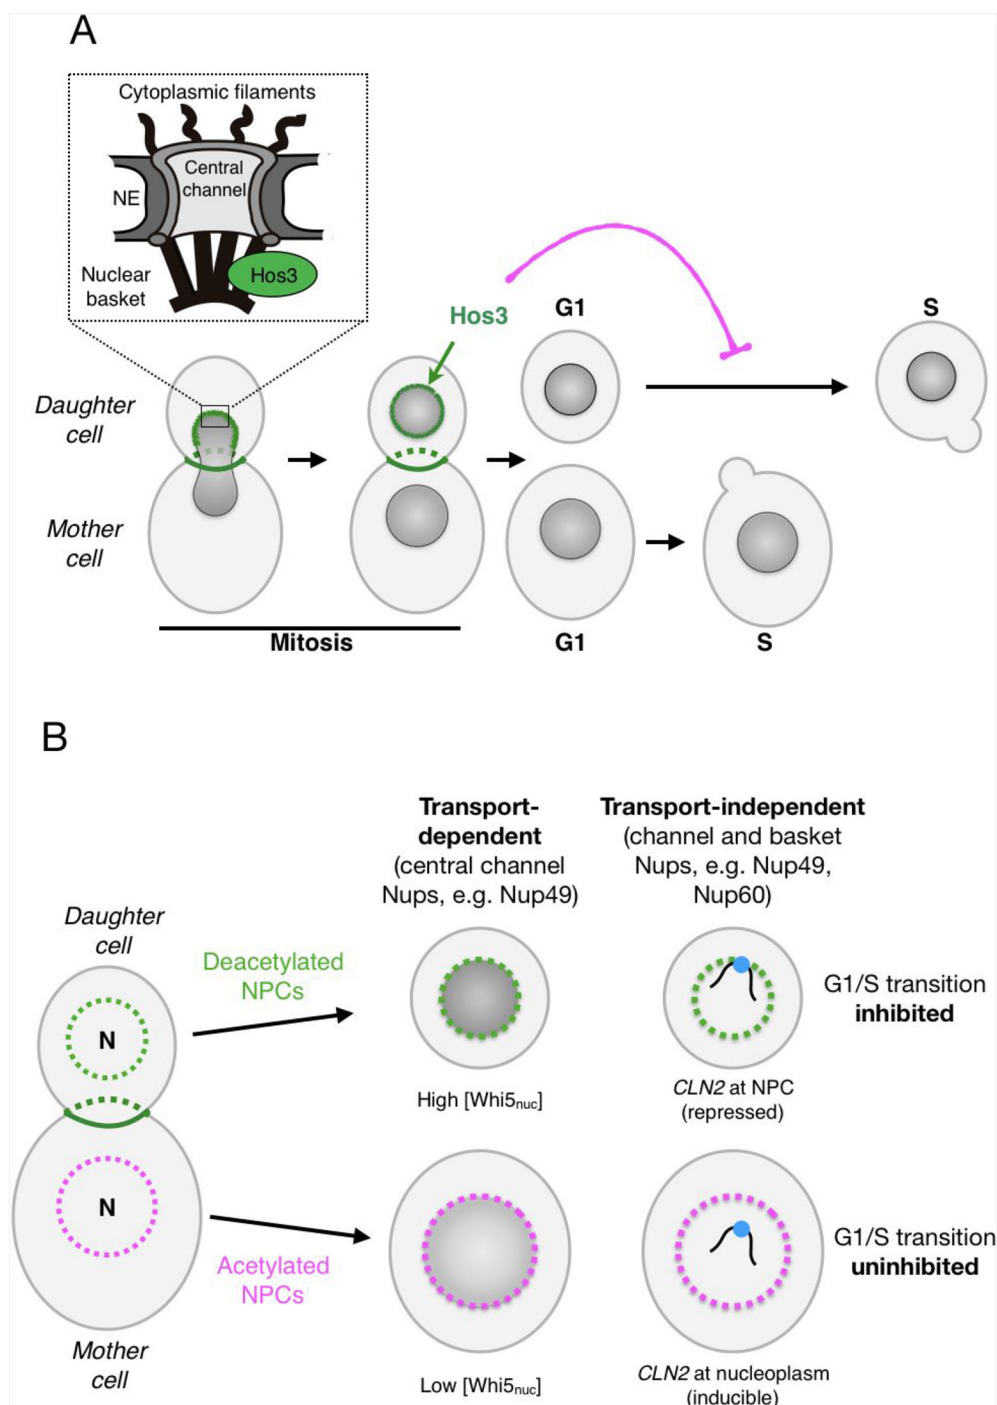 A
Cytoplasmic filaments
Central
channel
NE
Nuclear
basket
Hos3
Hos3
G1
S
Daughter
cell
Mother
cell
Mitosis
G1
S
B
Transport-
dependent
(central channel
Nups, e.g. Nup49)
Transport-independent
(channel and basket
Nups, e.g. Nup49,
Nup60)
Daughter
cell
Deacetylated
NPCs
N
G1/S transition
inhibited
High [Whi5nuc]
CLN2 at NPC
(repressed)
N
Acetylated
NPCs
G1/S transition
uninhibited
Mother
cell
Low [Whi5nuc]
CLN2 at nucleoplasm
(inducible)